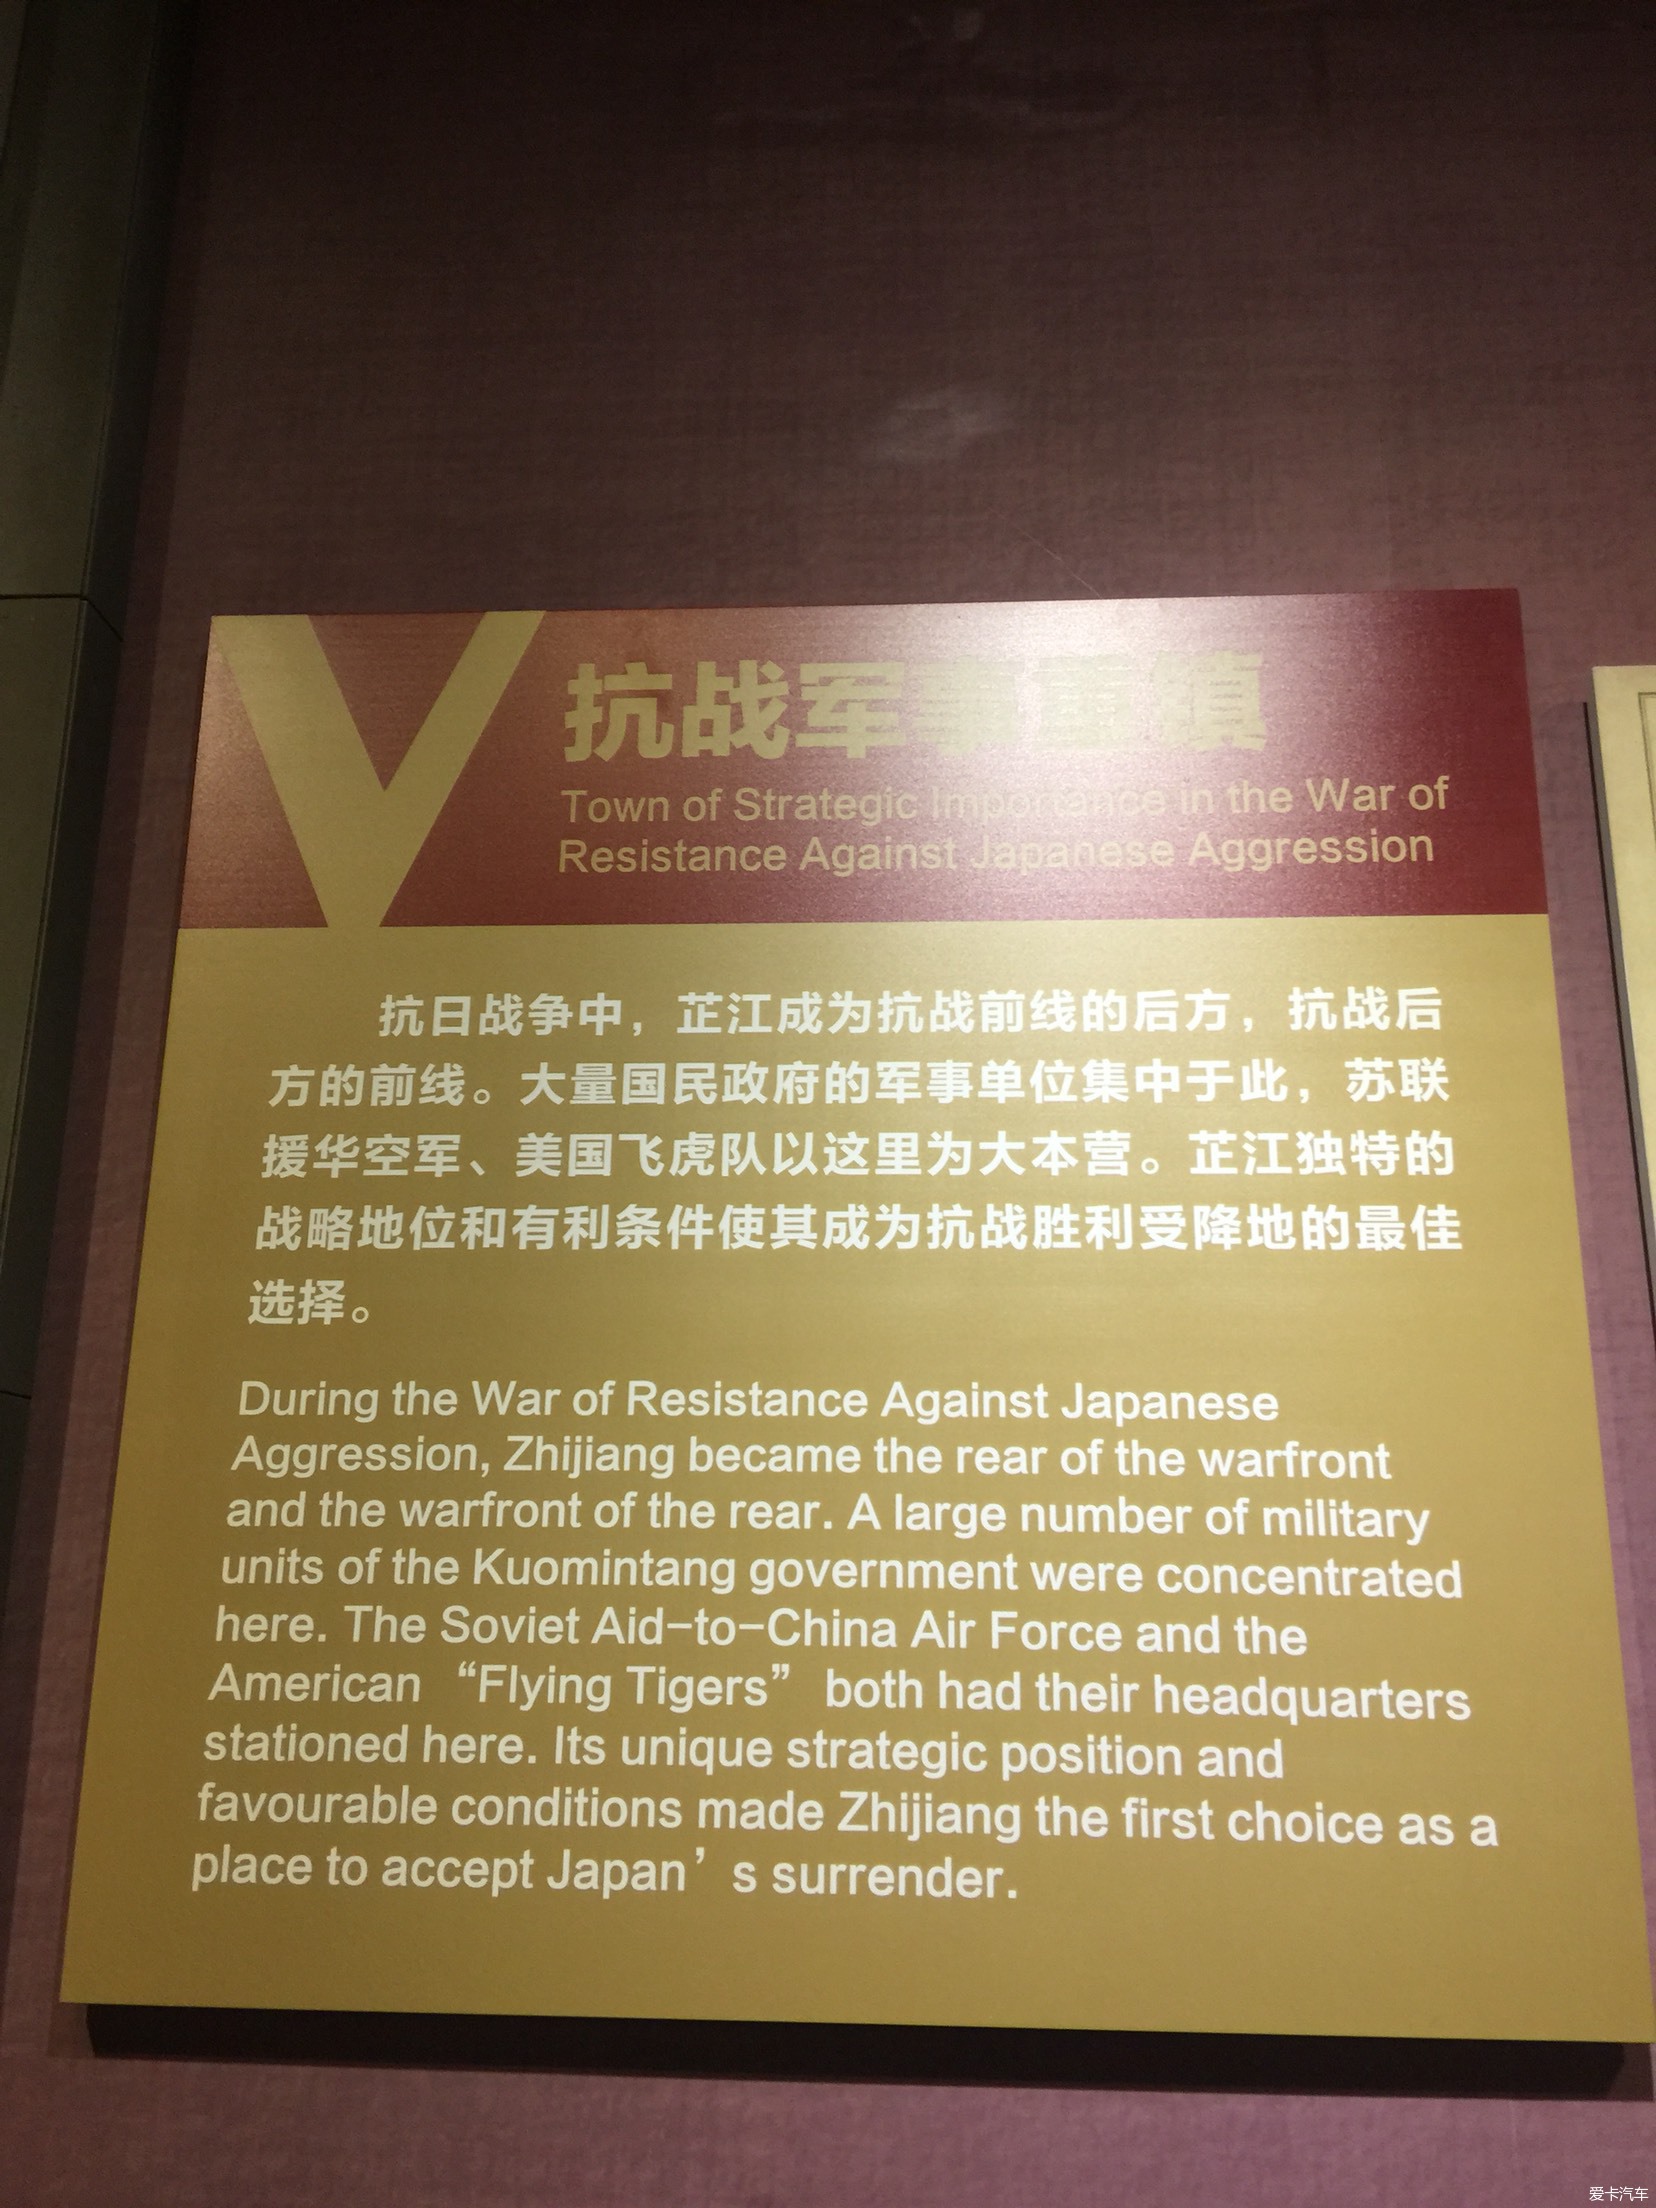 抗战军事重镇
Town of Strategic Importance in the War of
Resistance Against Japanese Aggression
抗日战争中，芷江成为抗战前线的后方，抗战后
方的前线。大量国民政府的军事单位集中于此，苏联
援华空军、美国飞虎队以这里为大本营。芷江独特的
战略地位和有利条件使其成为抗战胜利受降地的最佳
选择。
During the War of Resistance Against Japanese
Aggression, Zhijiang became the rear of the warfront
and the warfront of the rear. A large number of military
units of the Kuomintang government were concentrated
here. The Soviet Aid-to-China Air Force and the
American “Flying Tigers” both had their headquarters
stationed here. Its unique strategic position and
favourable conditions made Zhijiang the first choice as a
place to accept Japan’s surrender.
爱卡汽车